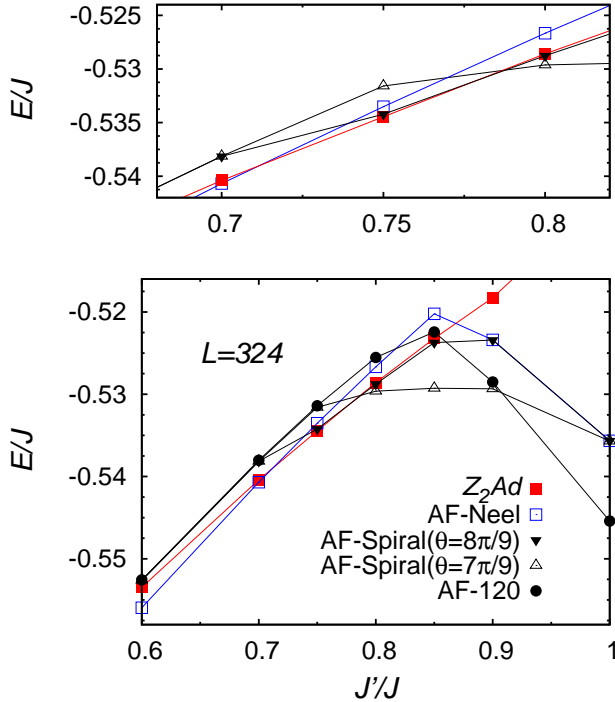 -0.525
-0.53
-0.535
-0.54
E/J
0.7
0.75
0.8
-0.52
-0.53
-0.54
-0.55
E/J
L=324
Z₂Ad
AF-Neel
AF-Spiral(θ=8π/9)
AF-Spiral(θ=7π/9)
AF-120
0.6
0.7
0.8
0.9
1
J'/J